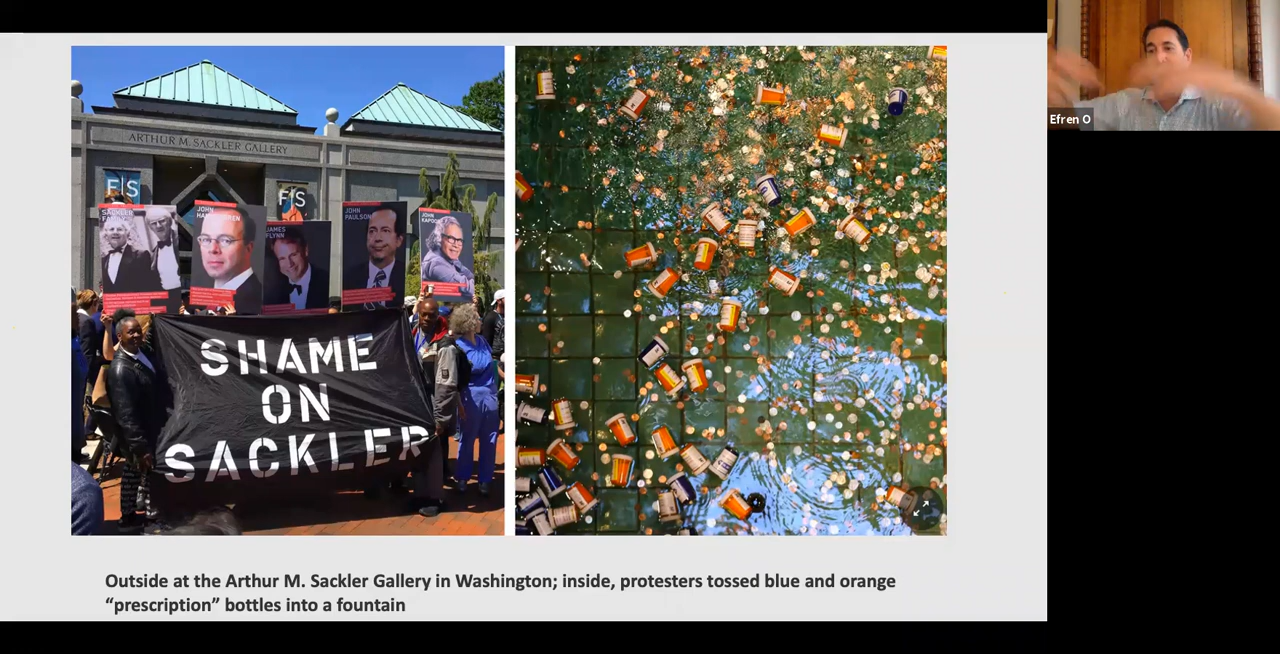 ARTHUR M. SACKLER GALLERY
F|S
F|S
SACKLER
JOHN
JAMES
FLYNN
JOHN
PAULSON
JOHN
KAPOOR
SHAME
ON
SACKLER
Efren O
Outside at the Arthur M. Sackler Gallery in Washington; inside, protesters tossed blue and orange
“prescription” bottles into a fountain